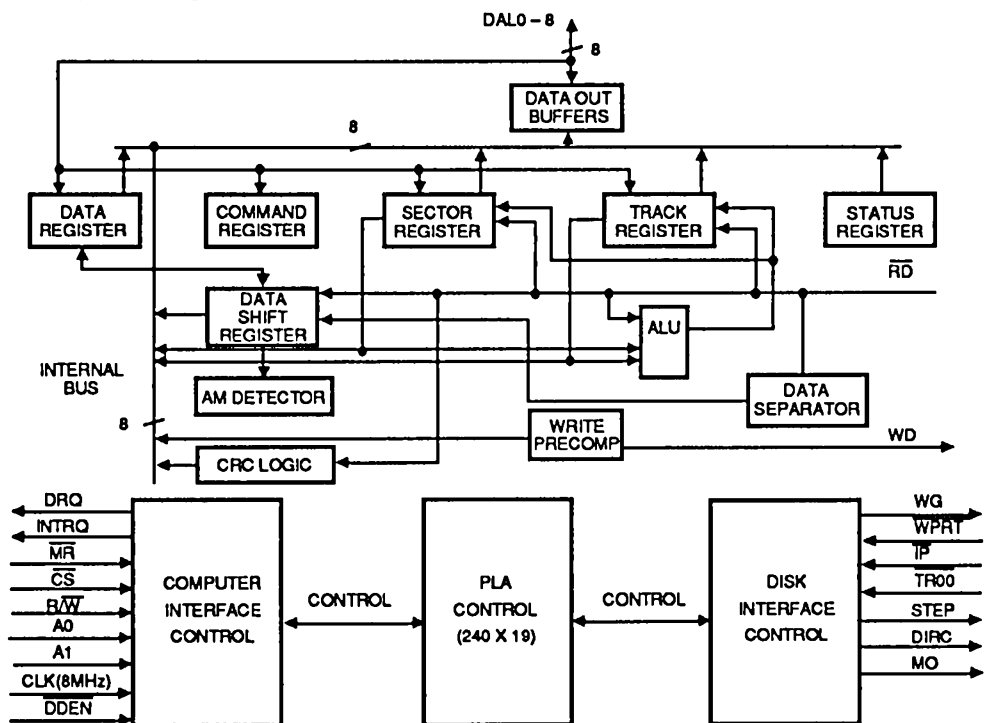 DAL0 - 8
8
DATA OUT
BUFFERS
8
DATA
REGISTER
COMMAND
REGISTER
SECTOR
REGISTER
TRACK
REGISTER
STATUS
REGISTER
RD
DATA
SHIFT
REGISTER
ALU
INTERNAL
BUS
AM DETECTOR
DATA
SEPARATOR
8
WRITE
PRECOMP
WD
CRC LOGIC
DRQ
INTRQ
MR
CS
R/W
A0
A1
CLK(8MHz)
DDEN
COMPUTER
INTERFACE
CONTROL
CONTROL
PLA
CONTROL
(240 X 19)
CONTROL
DISK
INTERFACE
CONTROL
WG
WPRT
IP
TR00
STEP
DIRC
MO